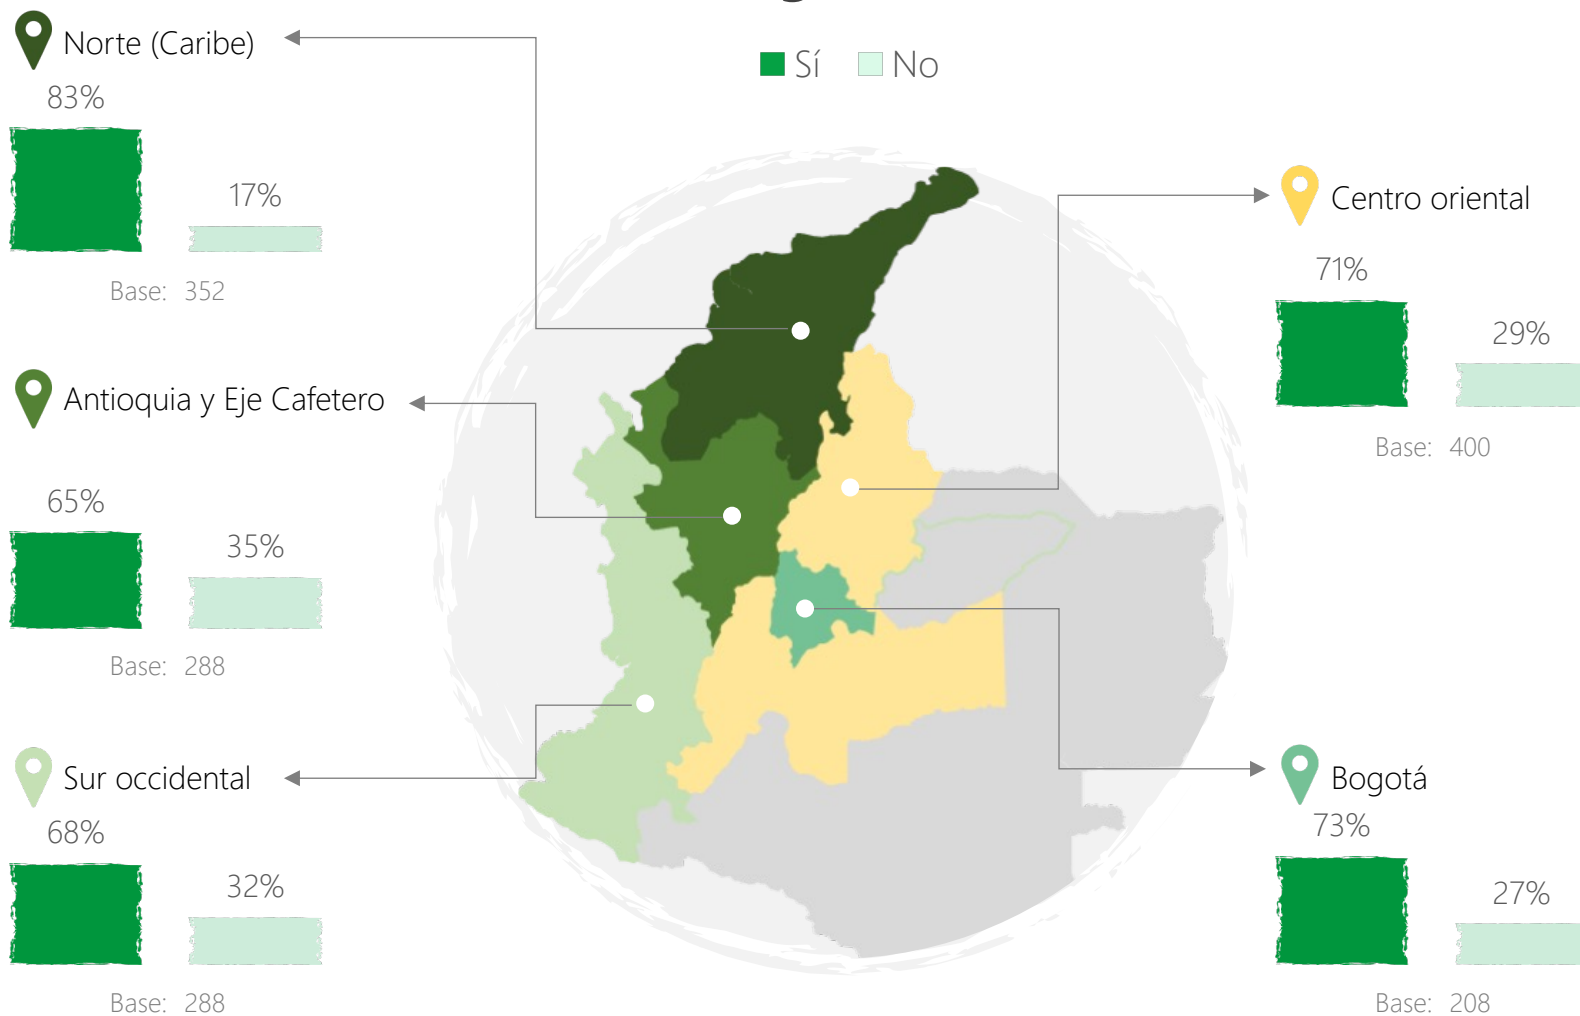 Sí No
Norte (Caribe)
83%
17%
Base: 352
Antioquia y Eje Cafetero
65%
35%
Base: 288
Sur occidental
68%
32%
Base: 288
Centro oriental
71%
29%
Base: 400
Bogotá
73%
27%
Base: 208